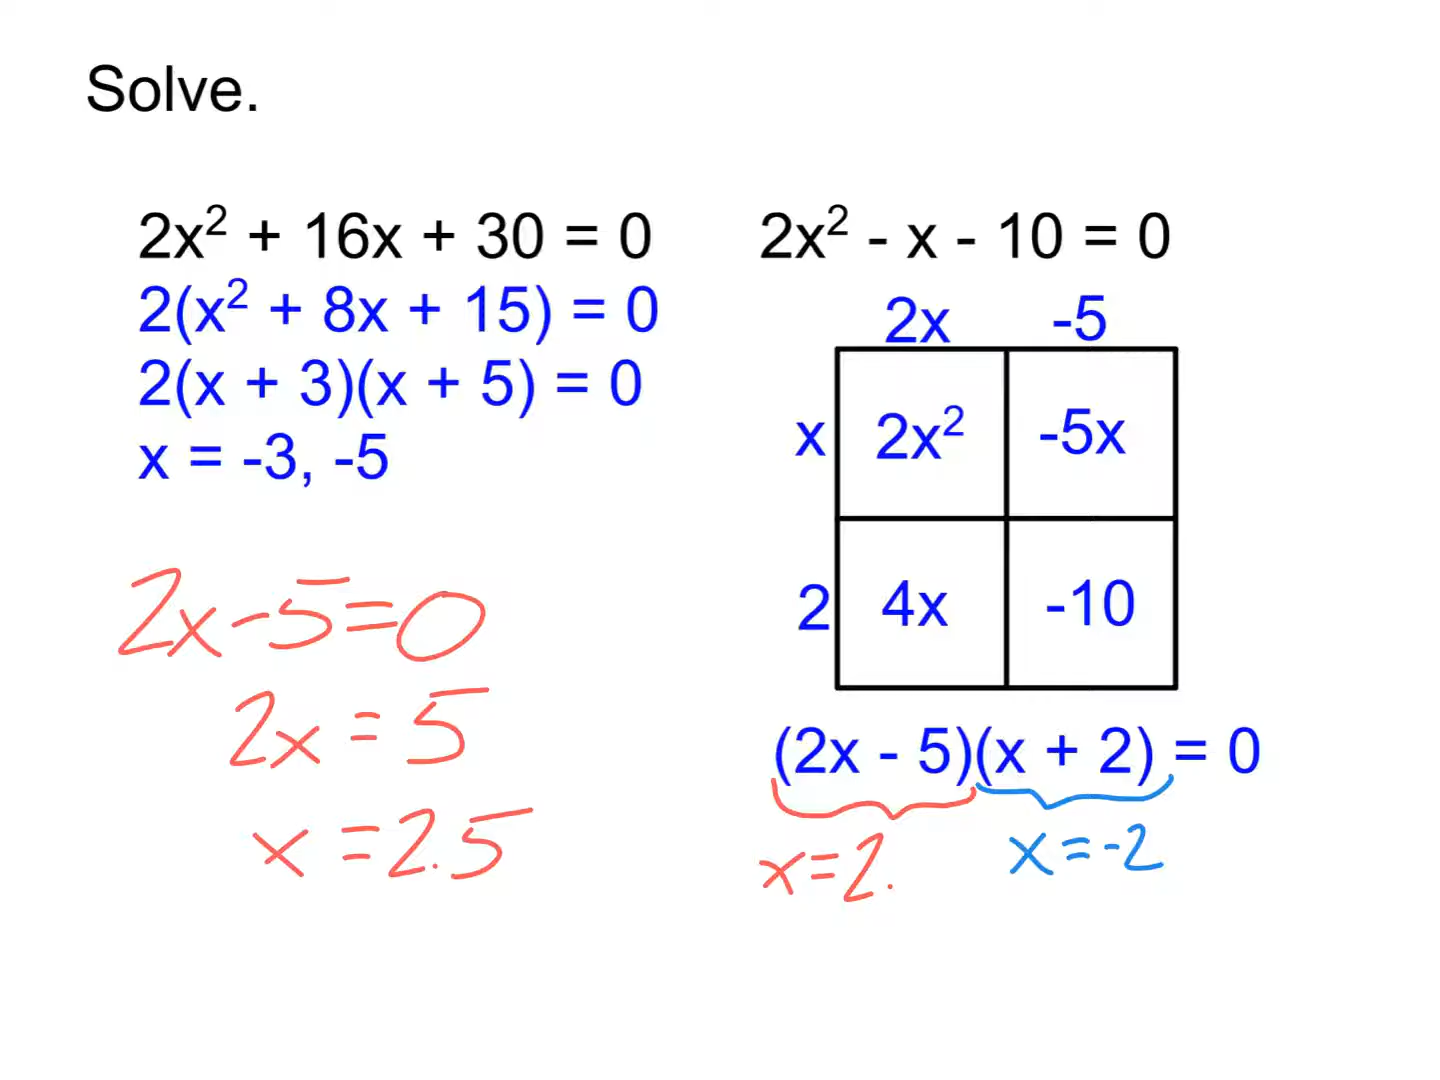 Solve.
2x² + 16x + 30 = 0
2(x² + 8x + 15) = 0
2(x + 3)(x + 5) = 0
x = -3, -5
2x-5=0
2x = 5
x = 2.5
2x² - x - 10 = 0
2x -5
x 2x² -5x
2 4x -10
(2x - 5)(x + 2) = 0
x=2. x=-2